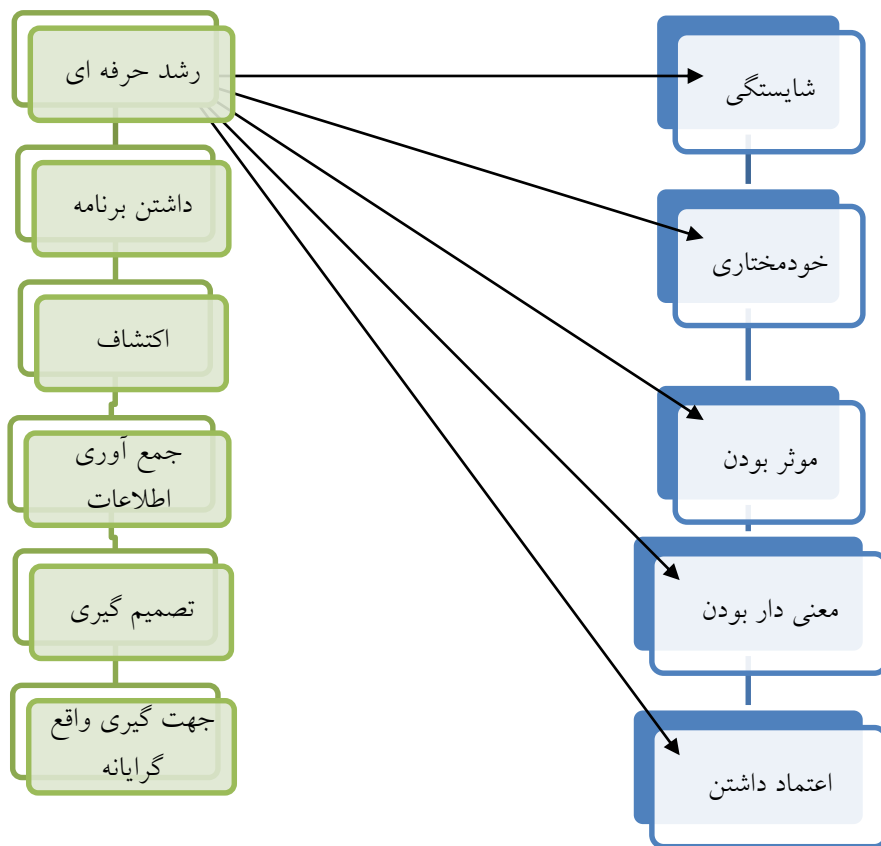 رشد حرفه ای
داشتن برنامه
اکتشاف
جمع آوری
اطلاعات
تصمیم گیری
جهت گیری واقع
گرایانه
شایستگی
خودمختاری
موثر بودن
معنی دار بودن
اعتماد داشتن